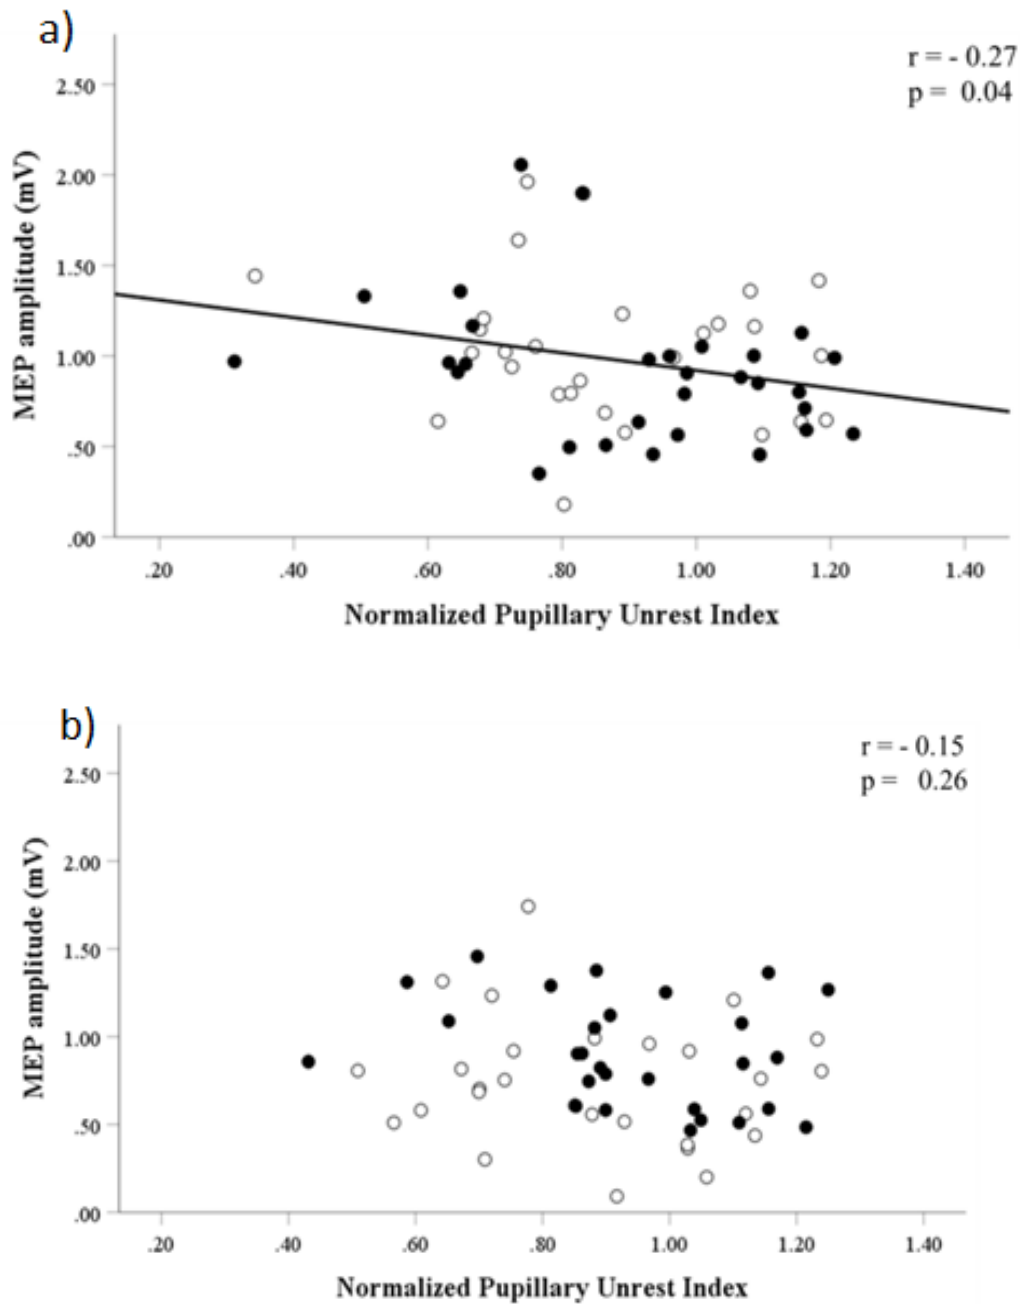 a)
r = - 0.27
p = 0.04
2.50
2.00
1.50
1.00
.50
.00
MEP amplitude (mV)
.20 .40 .60 .80 1.00 1.20 1.40
Normalized Pupillary Unrest Index
b)
r = - 0.15
p = 0.26
2.50
2.00
1.50
1.00
.50
.00
MEP amplitude (mV)
.20 .40 .60 .80 1.00 1.20 1.40
Normalized Pupillary Unrest Index